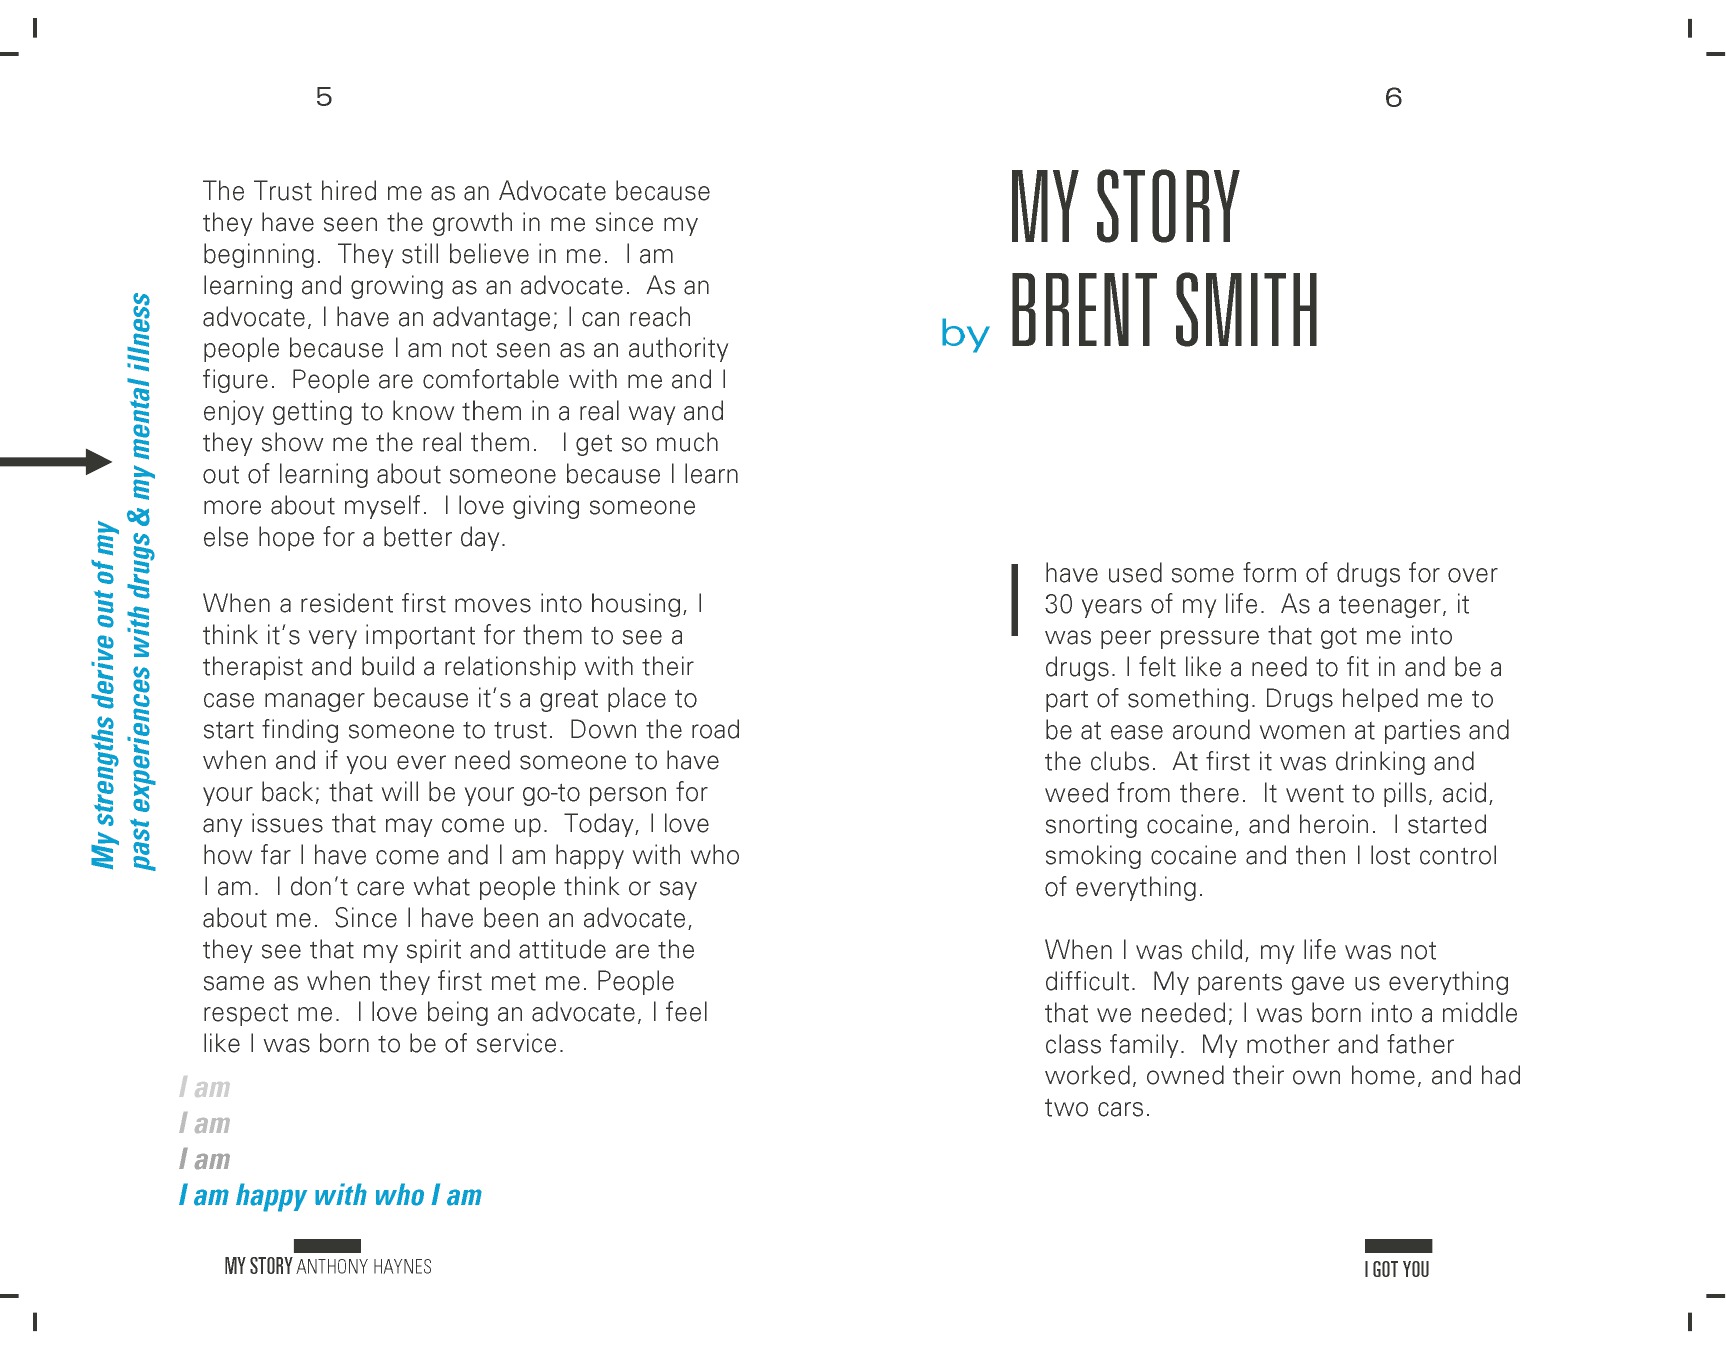 5
The Trust hired me as an Advocate because
they have seen the growth in me since my
beginning.  They still believe in me.  I am
learning and growing as an advocate.  As an
advocate, I have an advantage; I can reach
people because I am not seen as an authority
figure.  People are comfortable with me and I
enjoy getting to know them in a real way and
they show me the real them.   I get so much
out of learning about someone because I learn
more about myself.  I love giving someone
else hope for a better day.
When a resident first moves into housing, I
think it's very important for them to see a
therapist and build a relationship with their
case manager because it's a great place to
start finding someone to trust.  Down the road
when and if you ever need someone to have
your back; that will be your go-to person for
any issues that may come up.  Today, I love
how far I have come and I am happy with who
I am.  I don't care what people think or say
about me.  Since I have been an advocate,
they see that my spirit and attitude are the
same as when they first met me. People
respect me.  I love being an advocate, I feel
like I was born to be of service.
My strengths derive out of my
past experiences with drugs & my mental illness
I am
I am
I am
I am happy with who I am
MY STORY ANTHONY HAYNES
6
MY STORY
by BRENT SMITH
I have used some form of drugs for over
30 years of my life.  As a teenager, it
was peer pressure that got me into
drugs. I felt like a need to fit in and be a
part of something. Drugs helped me to
be at ease around women at parties and
the clubs.  At first it was drinking and
weed from there.  It went to pills, acid,
snorting cocaine, and heroin.  I started
smoking cocaine and then I lost control
of everything.
When I was child, my life was not
difficult.  My parents gave us everything
that we needed; I was born into a middle
class family.  My mother and father
worked, owned their own home, and had
two cars.
I GOT YOU